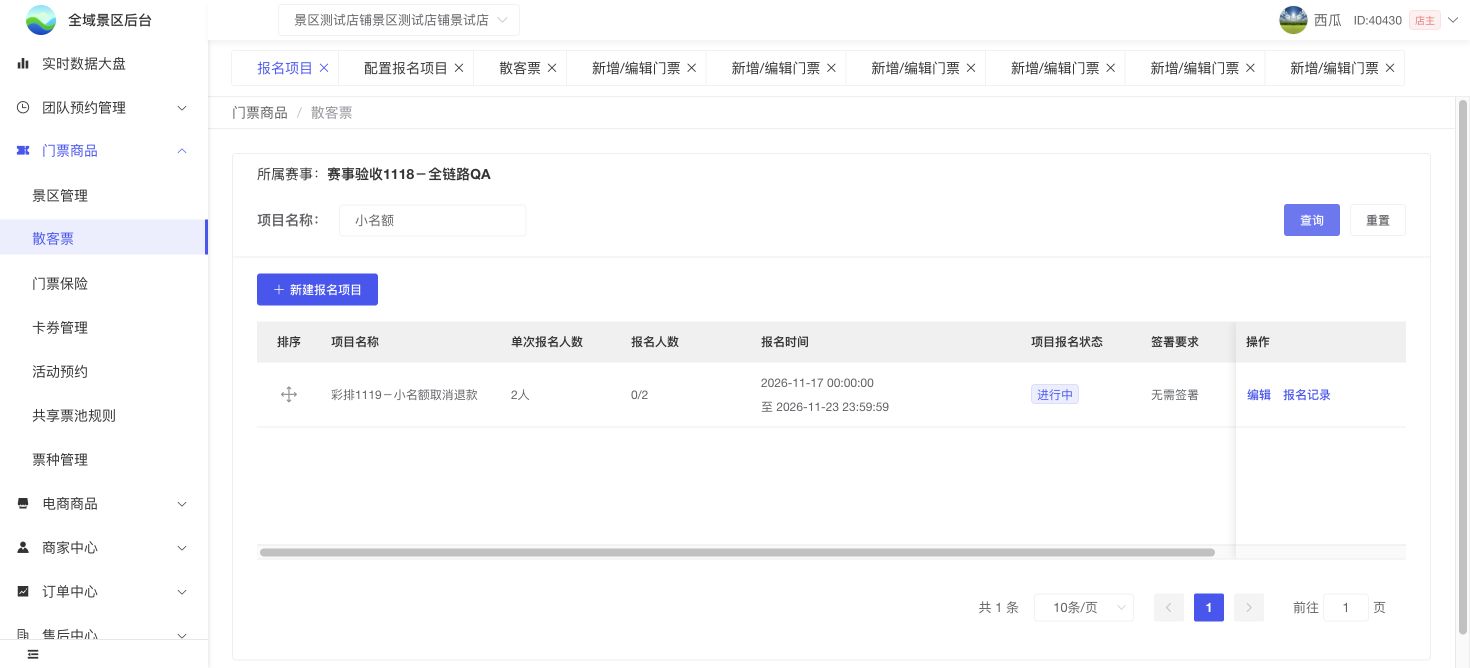 全域景区后台
景区测试店铺景区测试店铺景试店
西瓜 ID:40430 店主
实时数据大盘
团队预约管理
门票商品
景区管理
散客票
门票保险
卡券管理
活动预约
共享票池规则
票种管理
电商商品
商家中心
订单中心
售后中心
报名项目 配置报名项目 散客票 新增/编辑门票 新增/编辑门票 新增/编辑门票 新增/编辑门票 新增/编辑门票 新增/编辑门票
门票商品 / 散客票
所属赛事：赛事验收1118－全链路QA
项目名称： 小名额 查询 重置
新建报名项目
排序 项目名称 单次报名人数 报名人数 报名时间 项目报名状态 签署要求 操作
彩排1119－小名额取消退款 2人 0/2 2026-11-17 00:00:00 进行中 无需签署 编辑 报名记录
至 2026-11-23 23:59:59
共 1 条 10条/页 1 前往 1 页